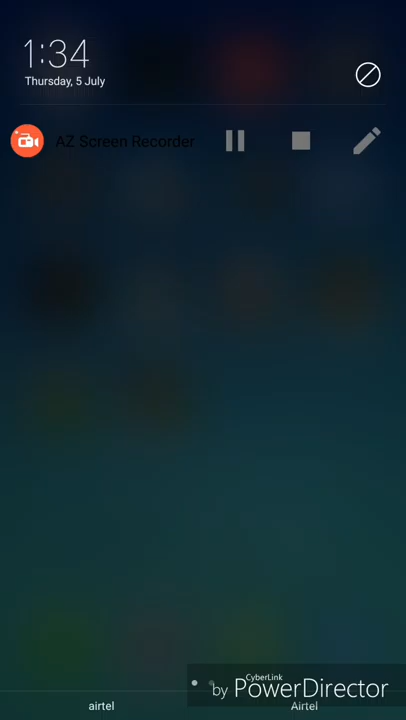 1:34
Thursday, 5 July
AZ Screen Recorder
CyberLink
by PowerDirector
airtel
Airtel